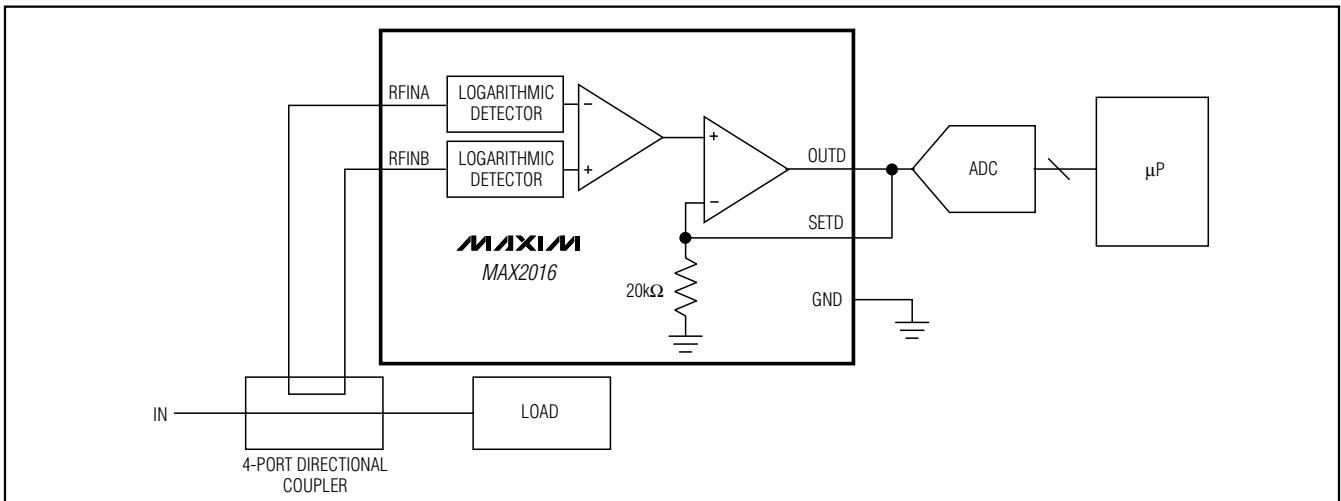 RFINA
LOGARITHMIC
DETECTOR
−
RFINB
LOGARITHMIC
DETECTOR
+
+
−
OUTD
SETD
ADC
µP
MAXIM
MAX2016
20kΩ
GND
IN
LOAD
4-PORT DIRECTIONAL
COUPLER